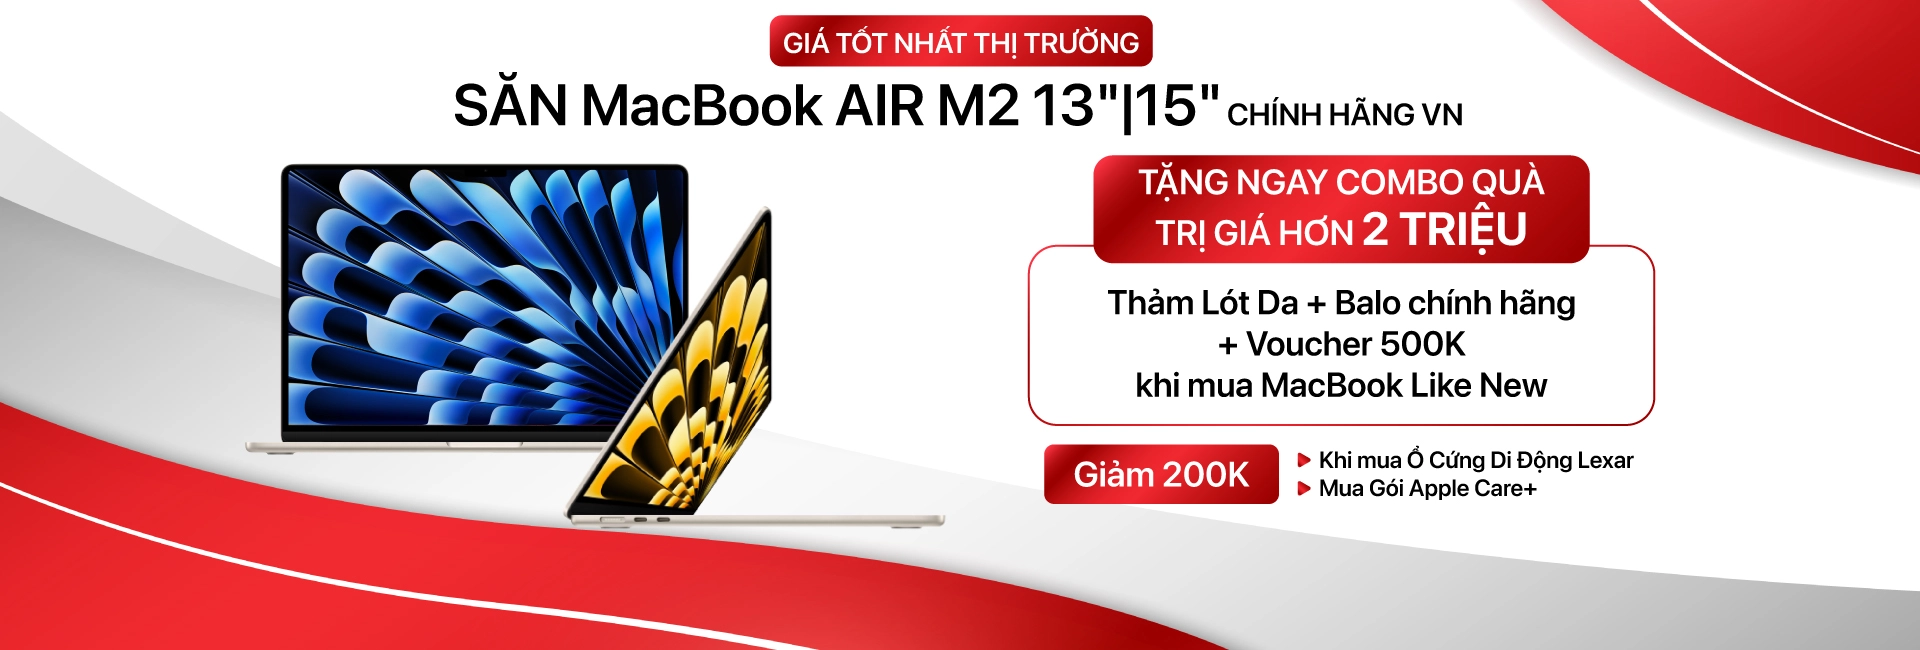 GIÁ TỐT NHẤT THỊ TRƯỜNG
SĂN MacBook AIR M2 13"|15" CHÍNH HÃNG VN
TẶNG NGAY COMBO QUÀ
TRỊ GIÁ HƠN 2 TRIỆU
Thảm Lót Da + Balo chính hãng
+ Voucher 500K
khi mua MacBook Like New
Giảm 200K
Khi mua Ổ Cứng Di Động Lexar
Mua Gói Apple Care+